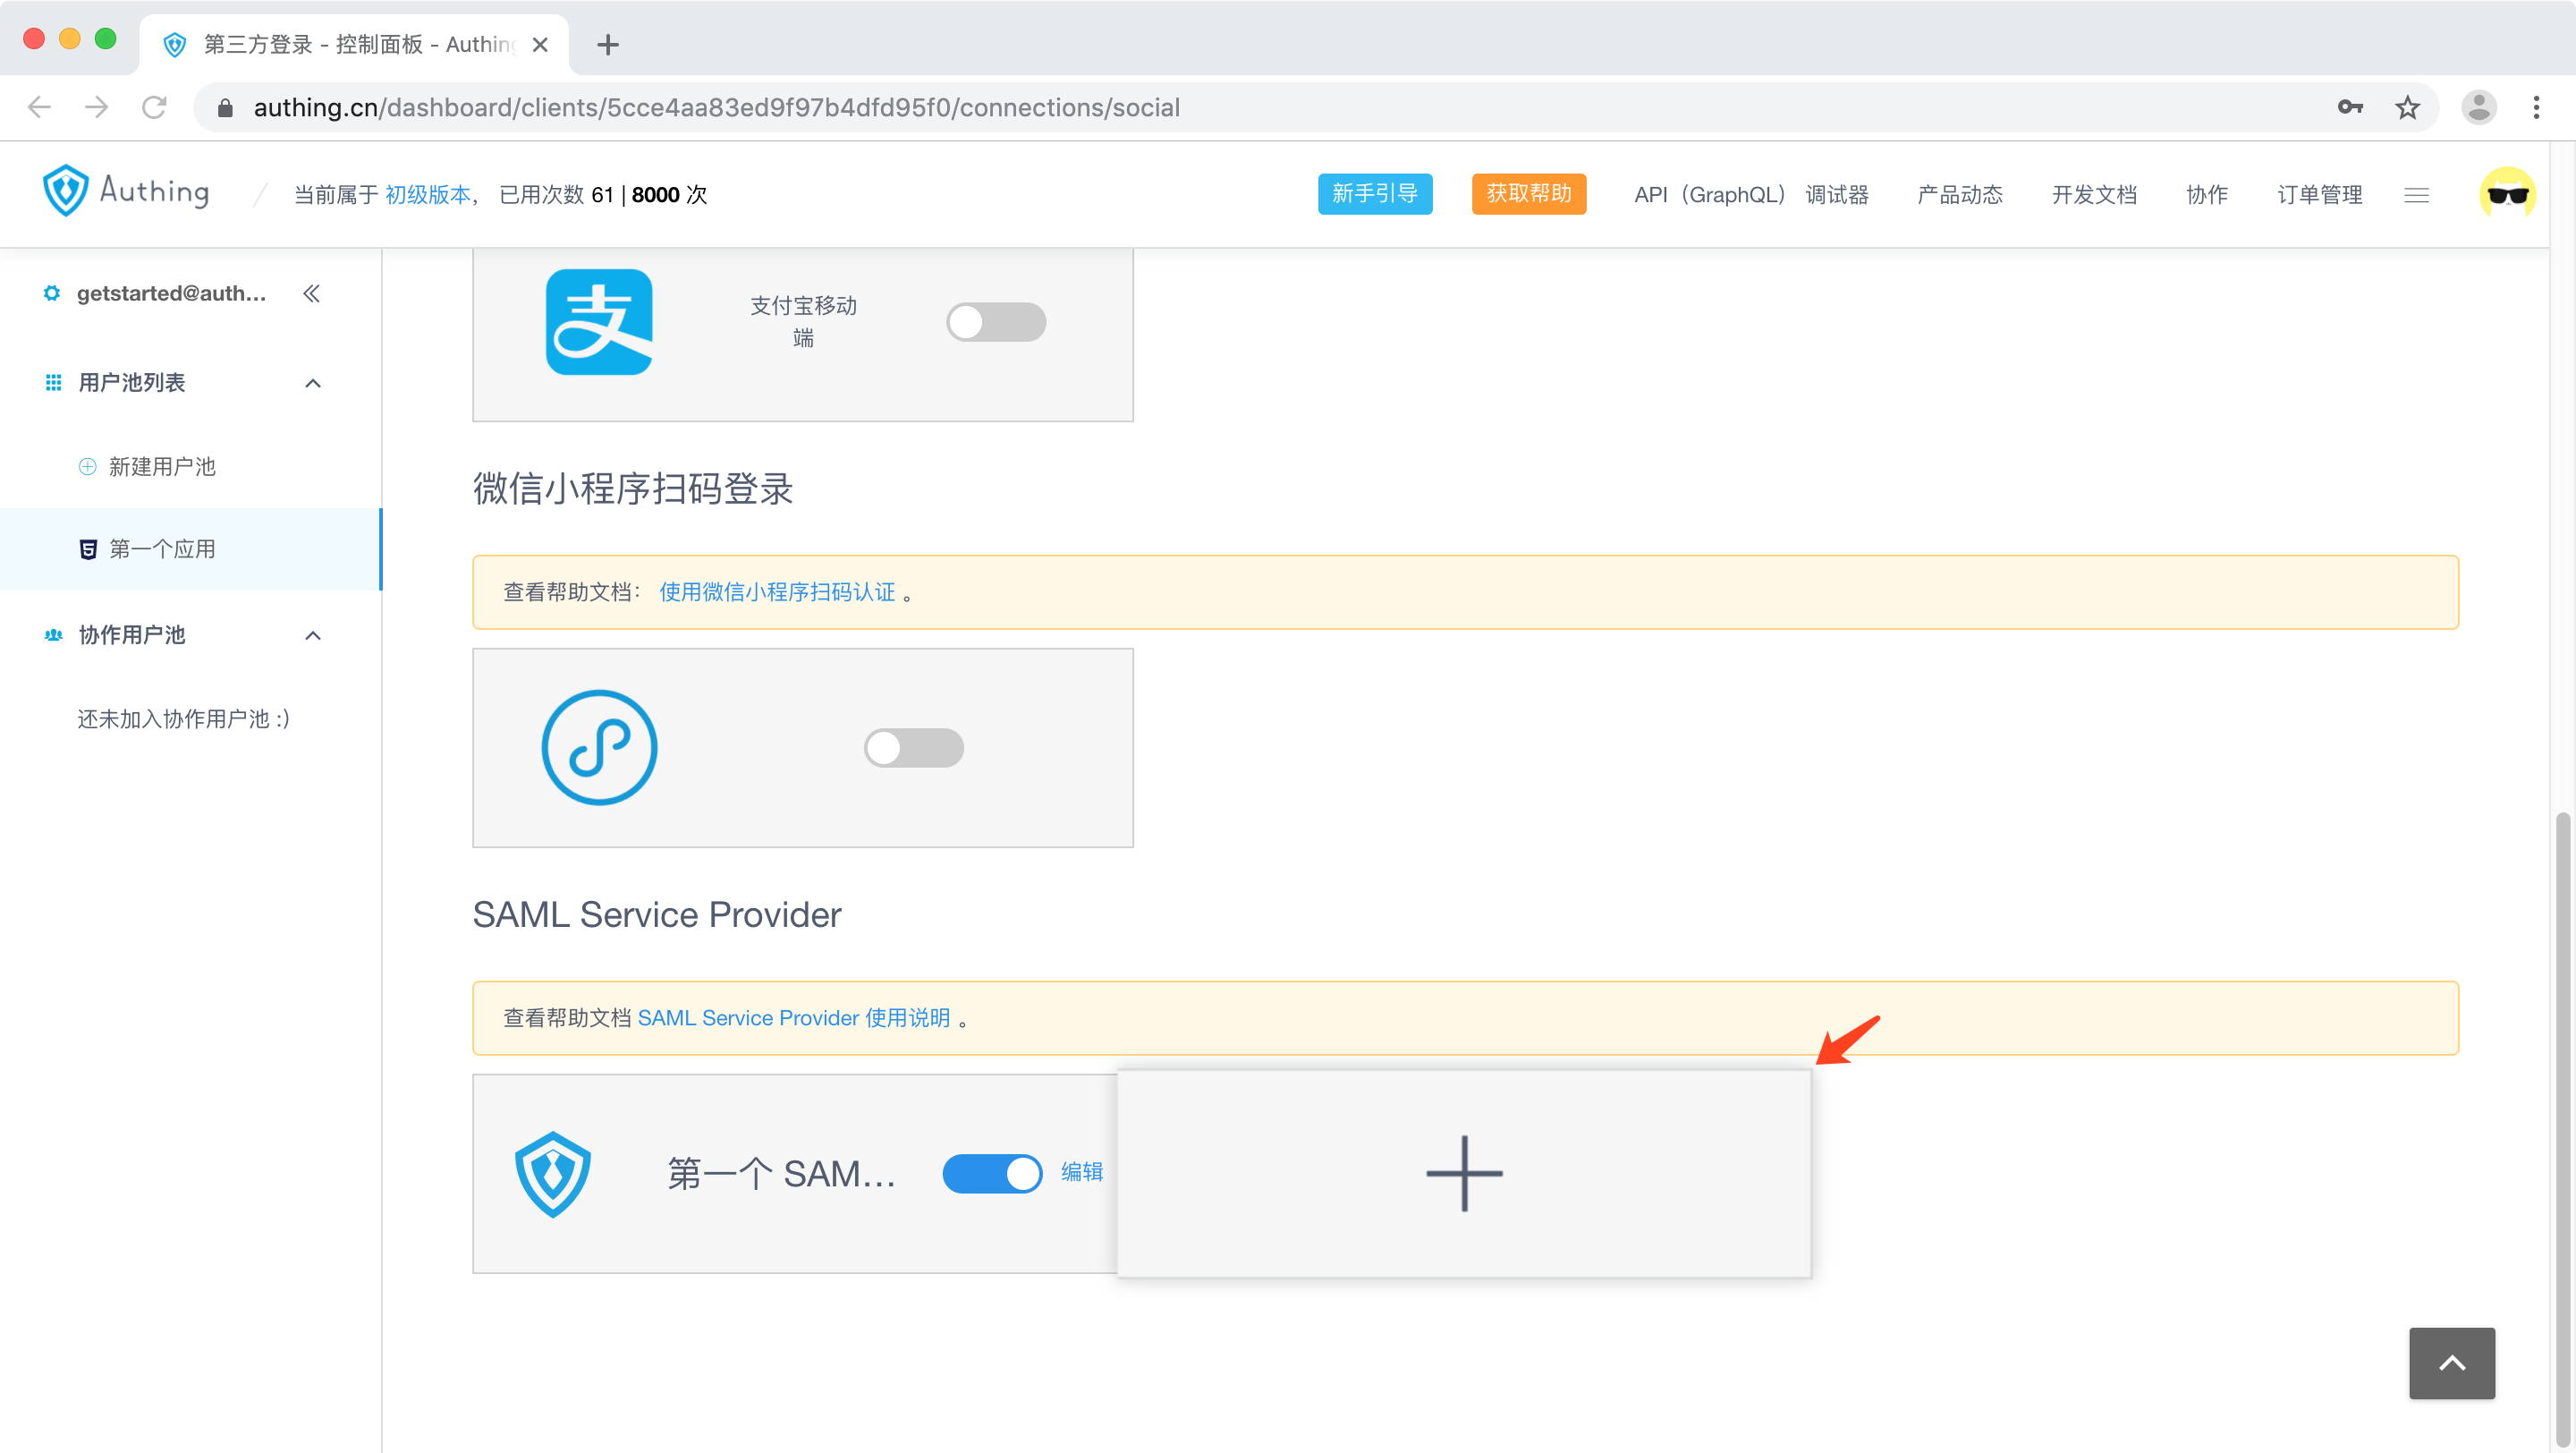 第三方登录 - 控制面板 - Authing
authing.cn/dashboard/clients/5cce4aa83ed9f97b4dfd95f0/connections/social
Authing
/ 当前属于 初级版本， 已用次数 61 | 8000 次
新手引导
获取帮助
API（GraphQL） 调试器
产品动态
开发文档
协作
订单管理
getstarted@auth...
用户池列表
新建用户池
第一个应用
协作用户池
还未加入协作用户池 :)
支付宝移动
端
微信小程序扫码登录
查看帮助文档： 使用微信小程序扫码认证 。
SAML Service Provider
查看帮助文档 SAML Service Provider 使用说明 。
第一个 SAM... 编辑